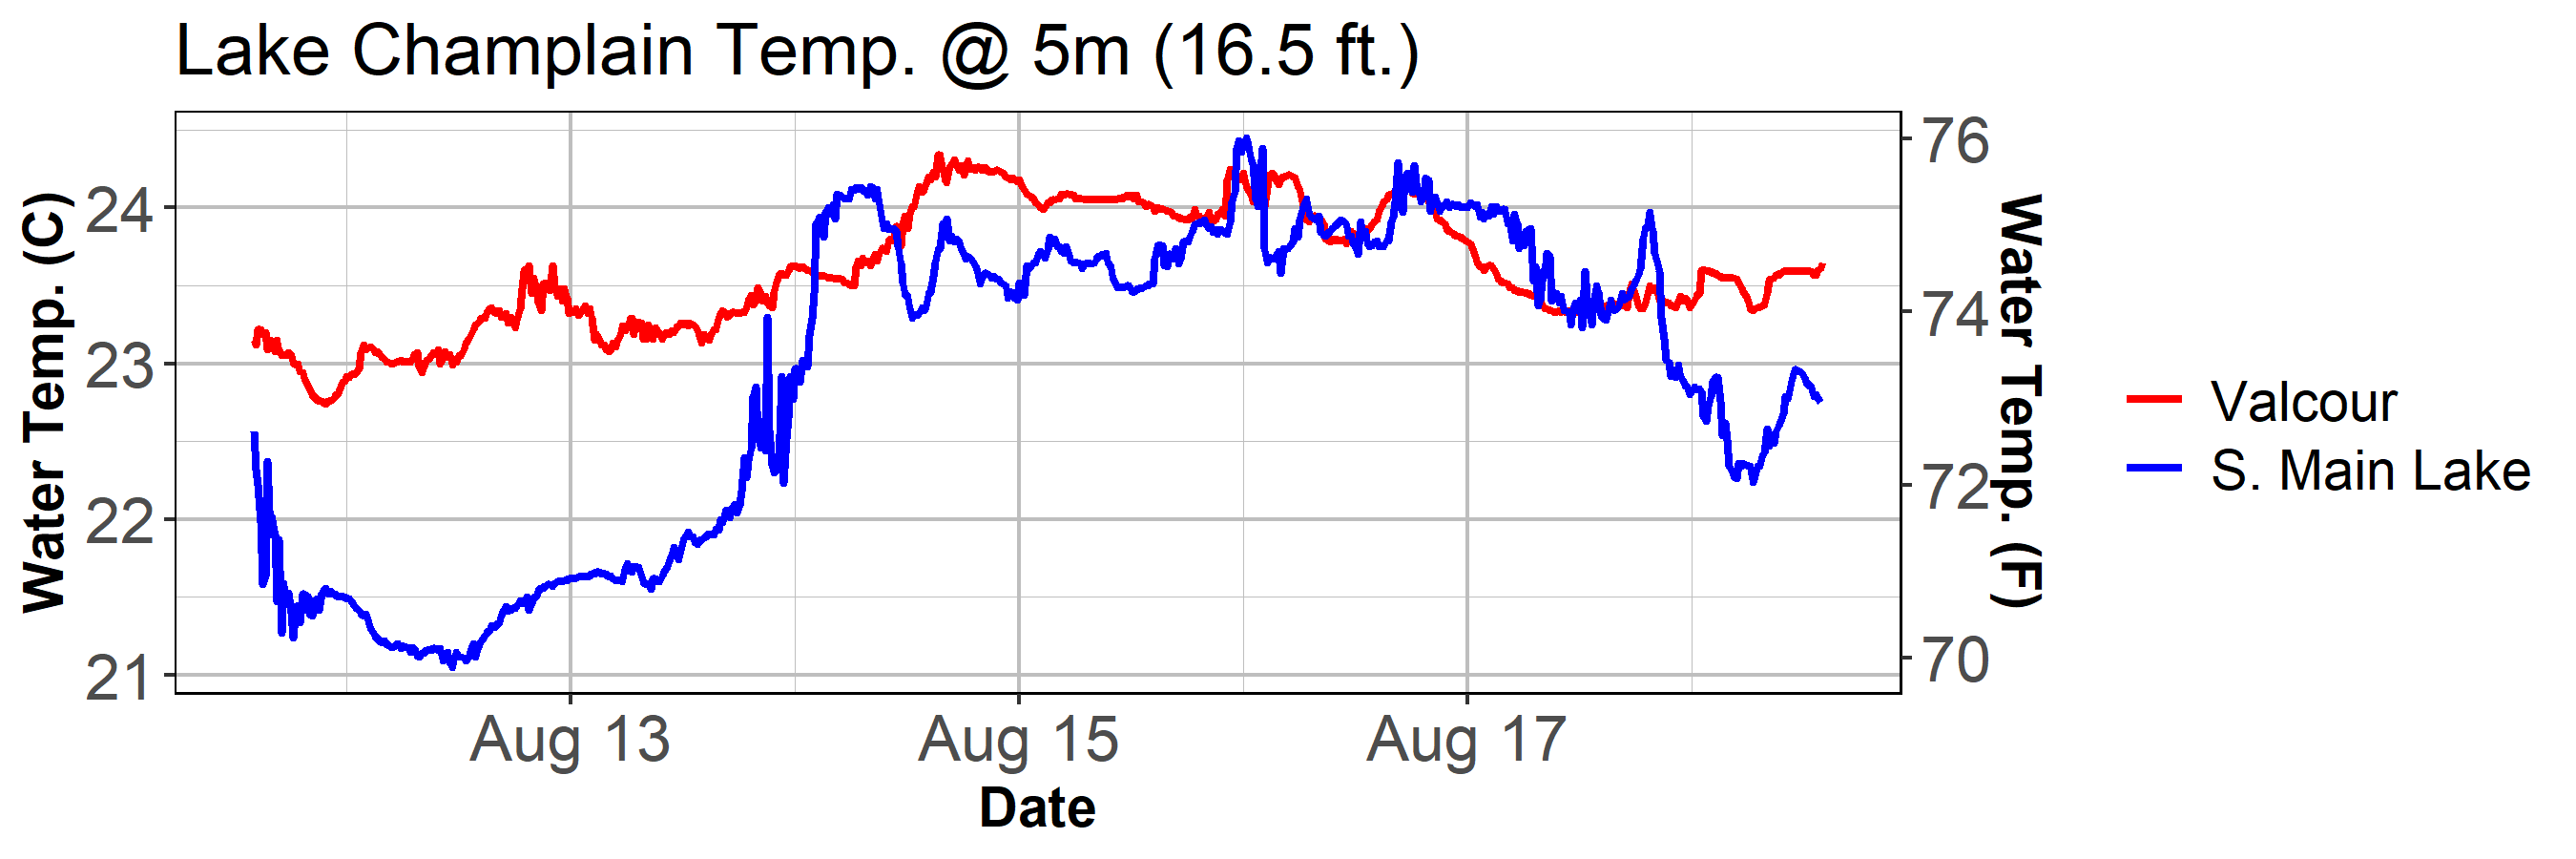 Lake Champlain Temp. @ 5m (16.5 ft.)
Water Temp. (C)
24
23
22
21
76
74
72
70
Water Temp. (F)
Aug 13
Aug 15
Aug 17
Date
Valcour
S. Main Lake